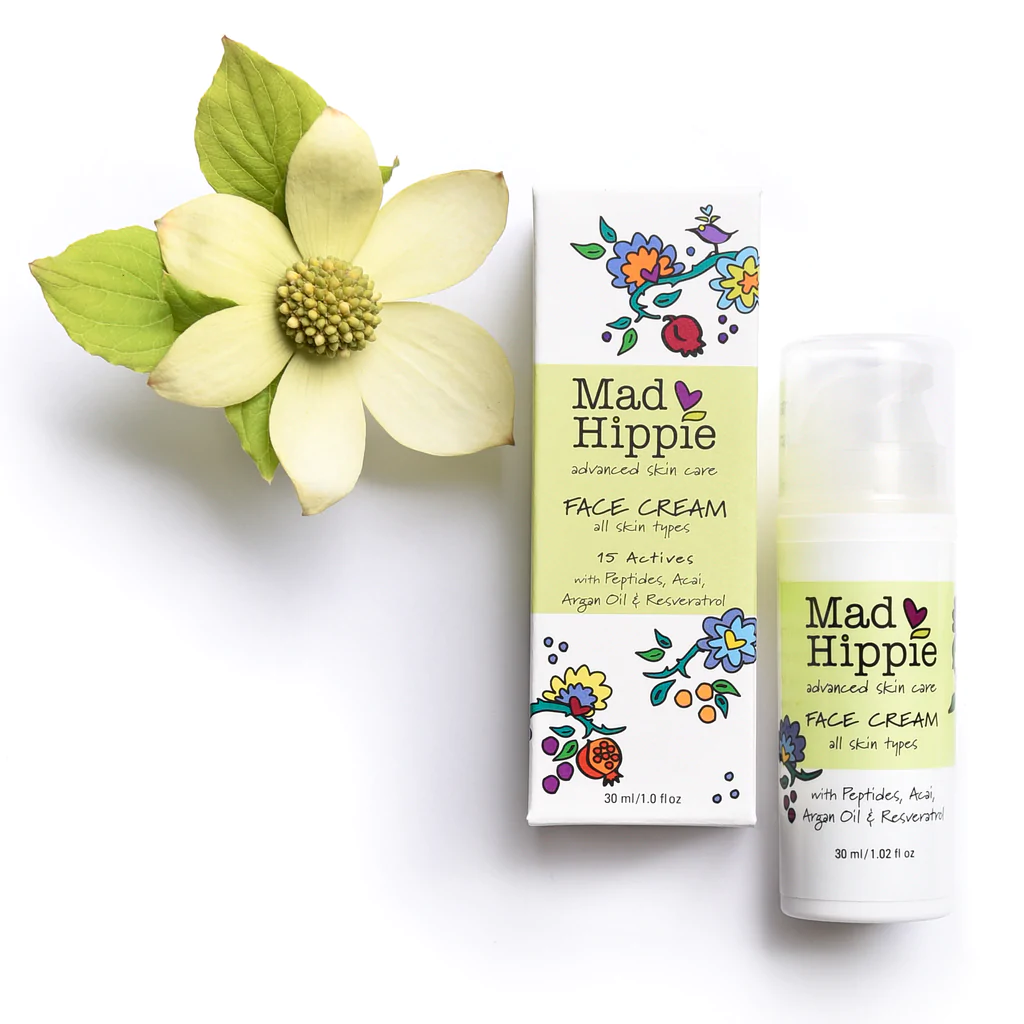 Mad
Hippie
advanced skin care
FACE CREAM
all skin types
15 Actives
with Peptides, Acai,
Argan Oil & Resveratrol
30 ml/1.0 fl oz
Mad
Hippie
advanced skin care
FACE CREAM
all skin types
with Peptides, Acai,
Argan Oil & Resveratrol
30 ml/1.02 fl oz